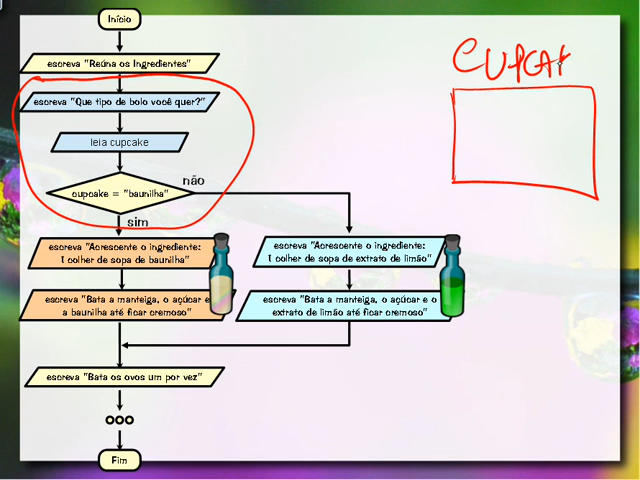 Início
escreva "Reúna os Ingredientes"
escreva "Que tipo de bolo você quer?"
leia cupcake
cupcake = "baunilha"
não
sim
escreva "Acrescente o ingrediente:
1 colher de sopa de baunilha"
escreva "Acrescente o ingrediente:
1 colher de sopa de extrato de limão"
escreva "Bata a manteiga, o açúcar e
a baunilha até ficar cremoso"
escreva "Bata a manteiga, o açúcar e o
extrato de limão até ficar cremoso"
escreva "Bata os ovos um por vez"
Fim
CUPCAK